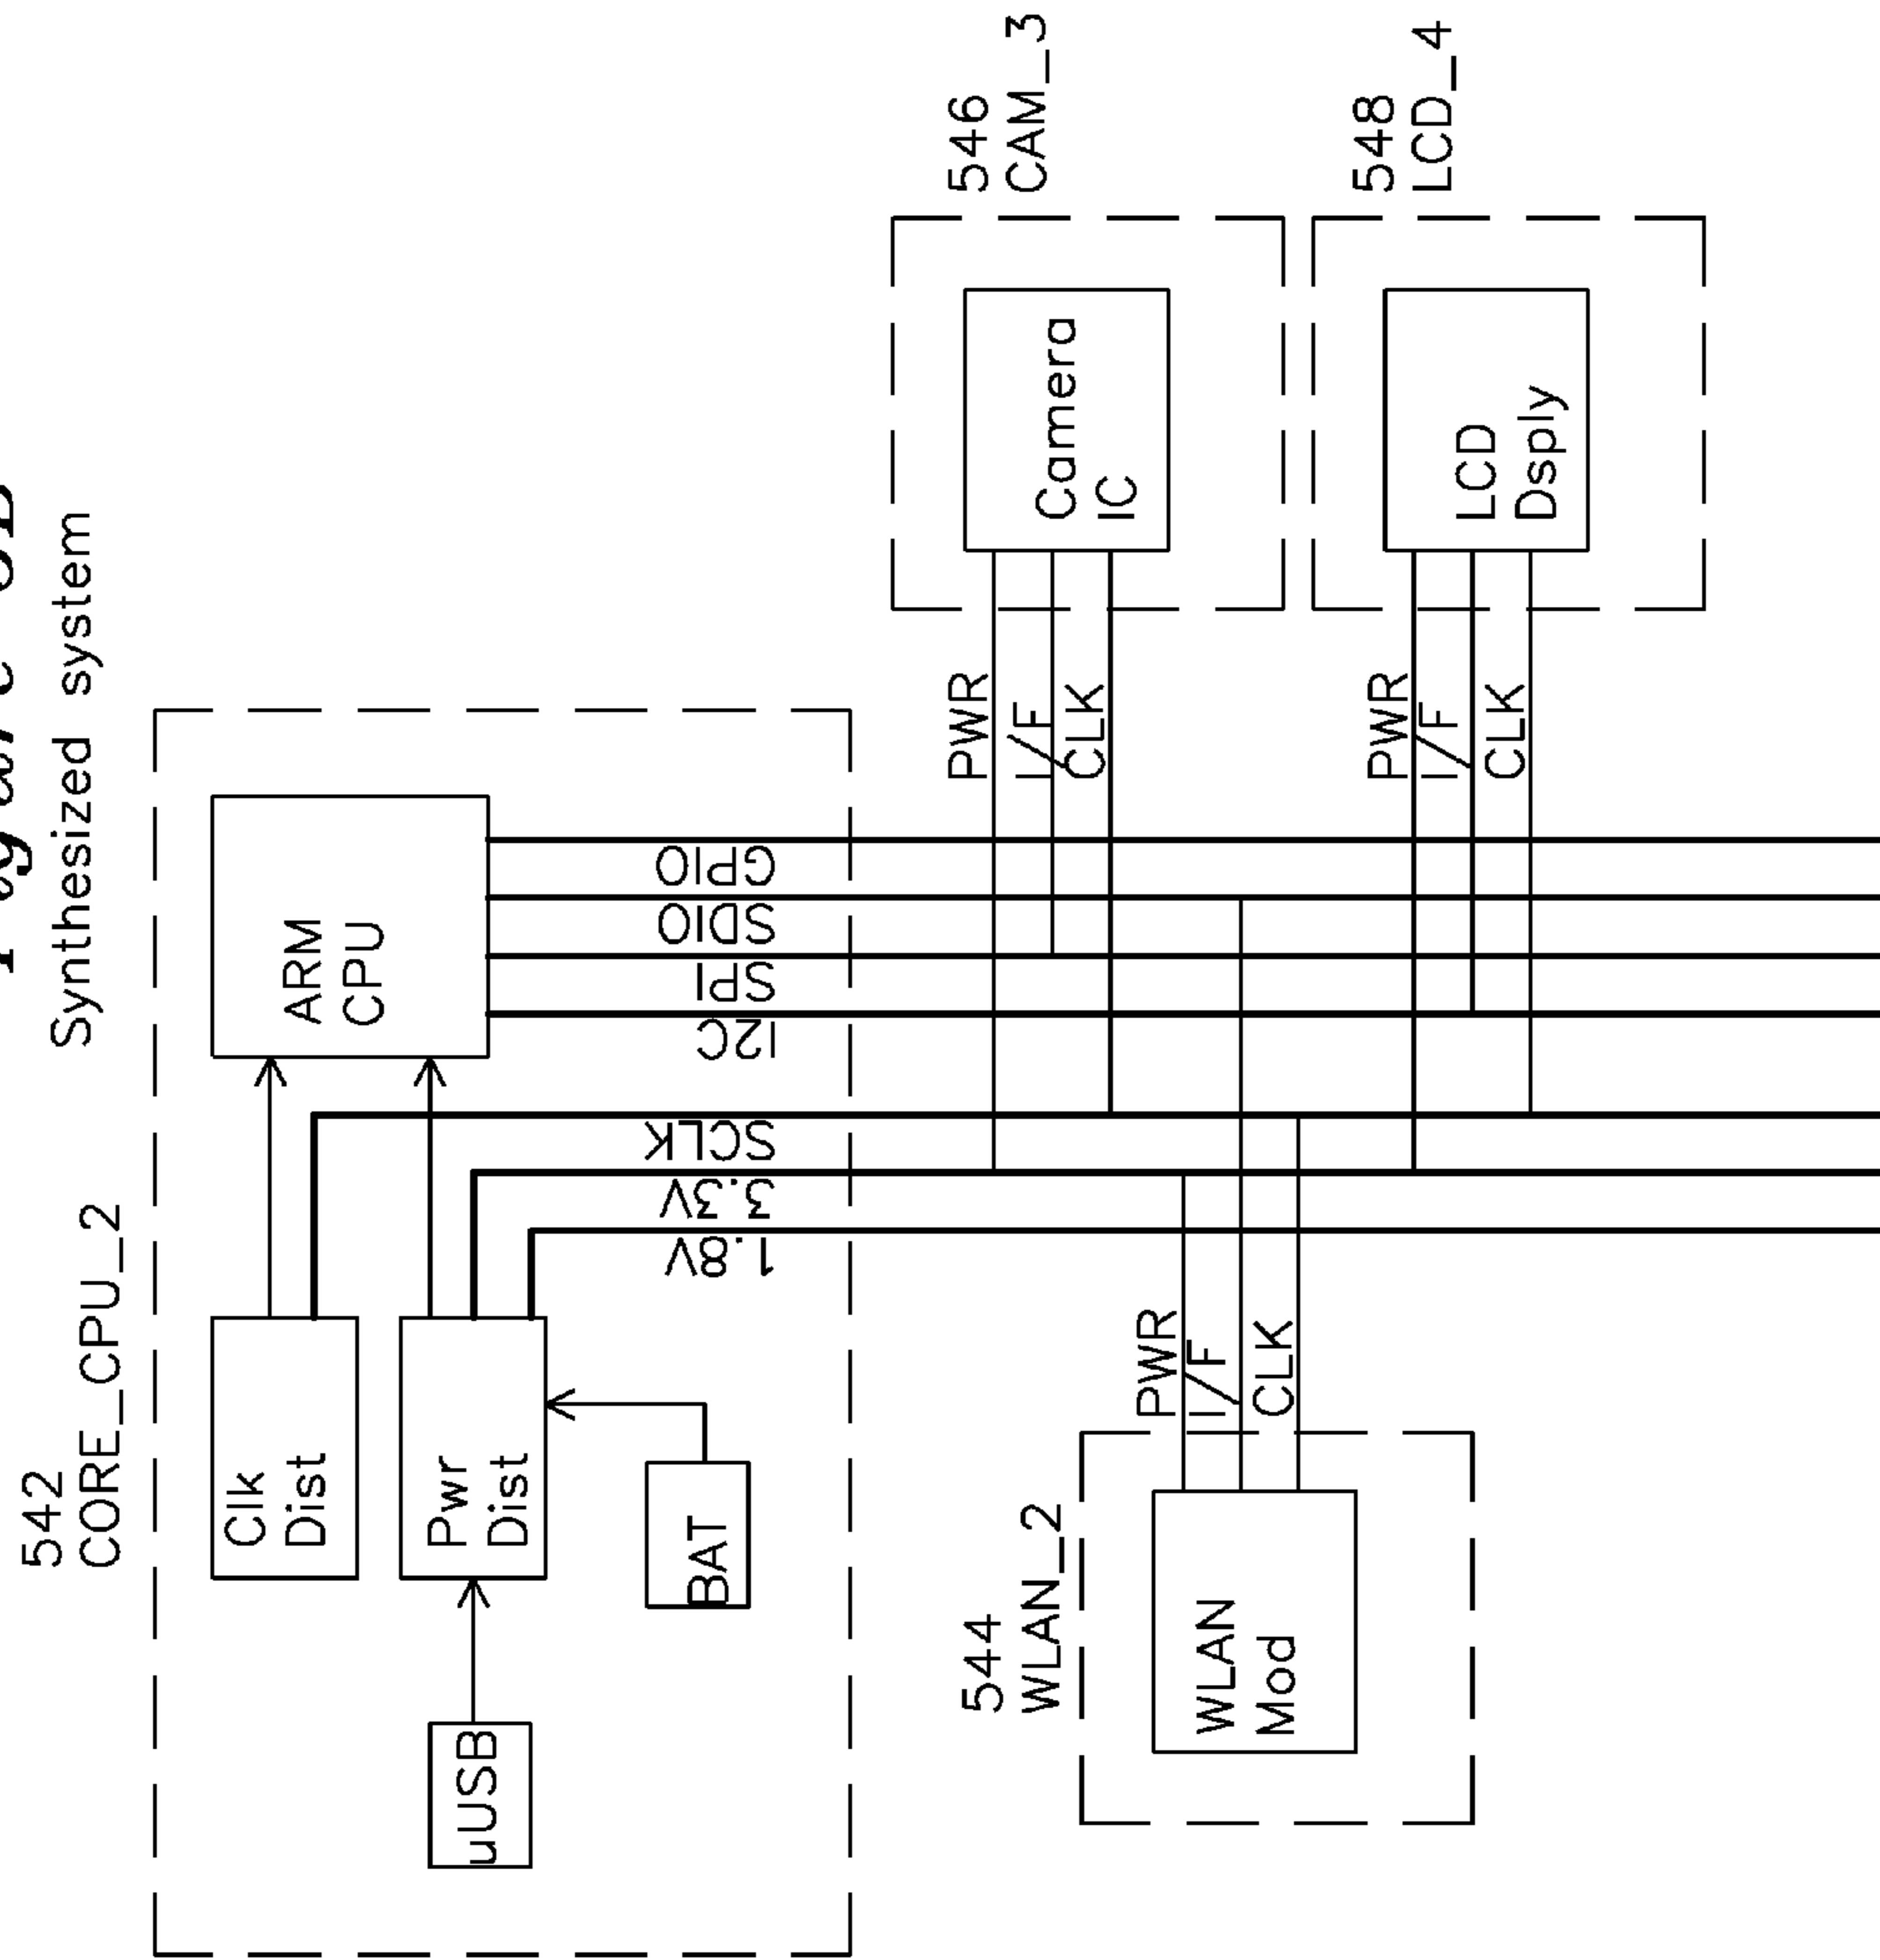 Figure
Synthesized system
542
CORE_CPU_2
Clk
Dist
ARM
CPU
uUSB
Pwr
Dist
BAT
1.8V
3.3V
SCLK
I2C
SPI
SDIO
GPIO
544
WLAN_2
WLAN
Mod
PWR
I/F
CLK
546
CAM_3
PWR
I/F
CLK
Camera
IC
548
LCD_4
PWR
I/F
CLK
LCD
Dsply